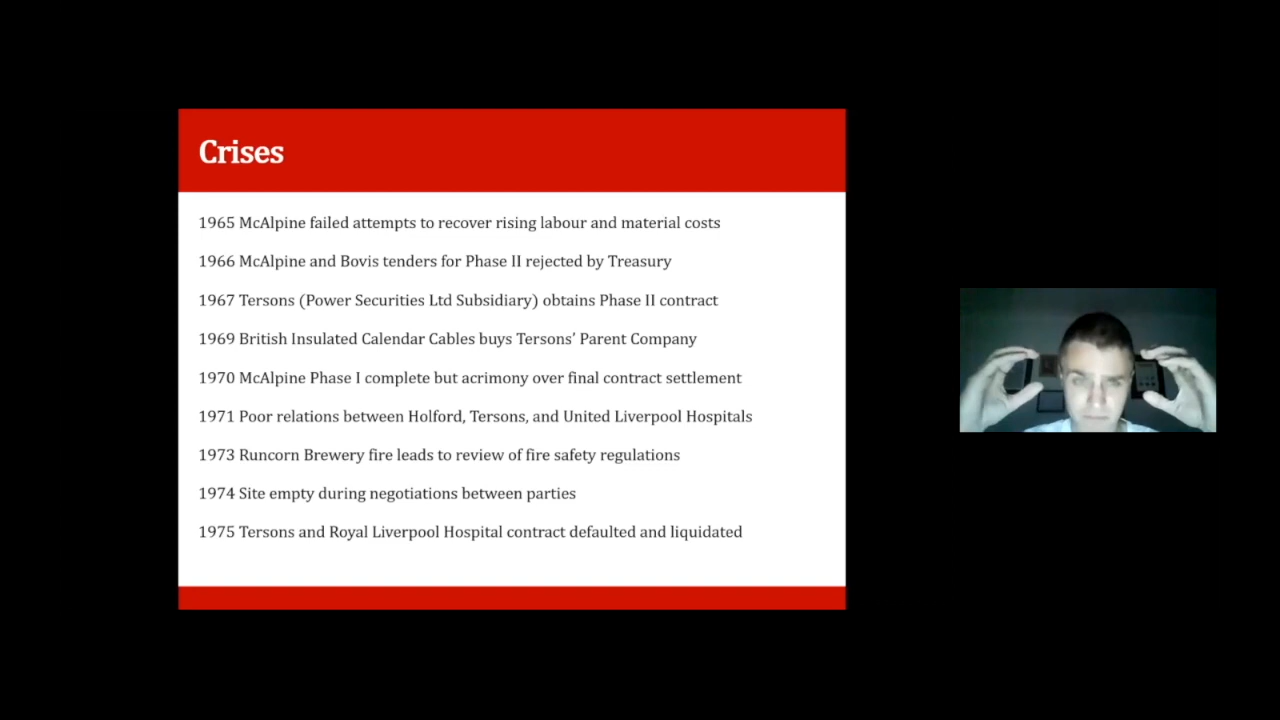 Crises
1965 McAlpine failed attempts to recover rising labour and material costs
1966 McAlpine and Bovis tenders for Phase II rejected by Treasury
1967 Tersons (Power Securities Ltd Subsidiary) obtains Phase II contract
1969 British Insulated Calendar Cables buys Tersons’ Parent Company
1970 McAlpine Phase I complete but acrimony over final contract settlement
1971 Poor relations between Holford, Tersons, and United Liverpool Hospitals
1973 Runcorn Brewery fire leads to review of fire safety regulations
1974 Site empty during negotiations between parties
1975 Tersons and Royal Liverpool Hospital contract defaulted and liquidated